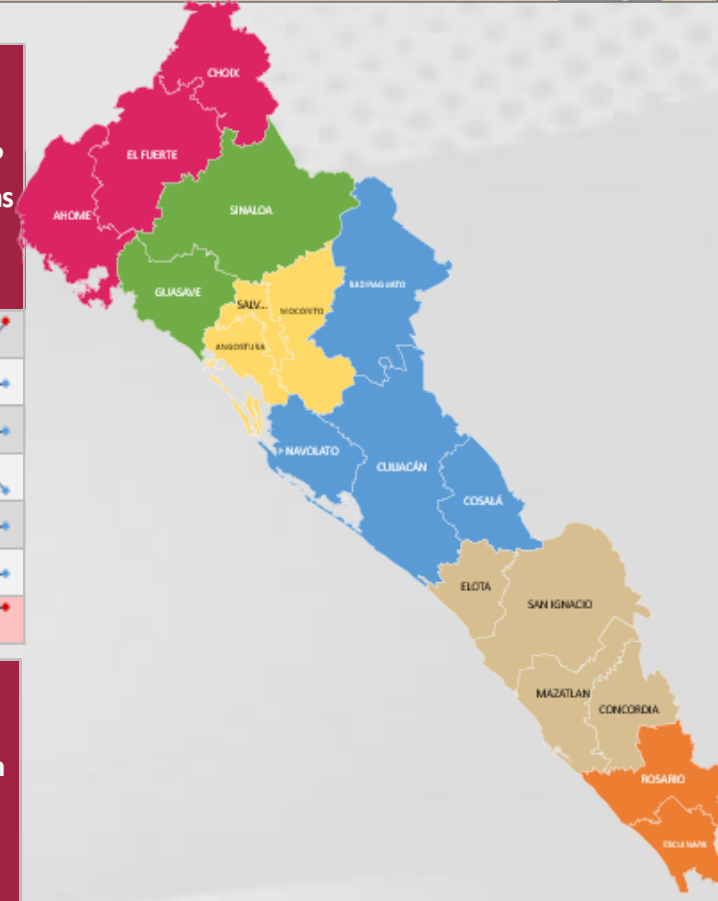 CHOIX
EL FUERTE
AHOME
SINALOA
as
GUASAVE
BADIRAGUATO
SALV...
MOCORITO
ANGOSTURA
NAVOLATO
CULIACÁN
COSALÁ
ELOTA
SAN IGNACIO
MAZATLAN
CONCORDIA
n
ROSARIO
ESCUINAPA